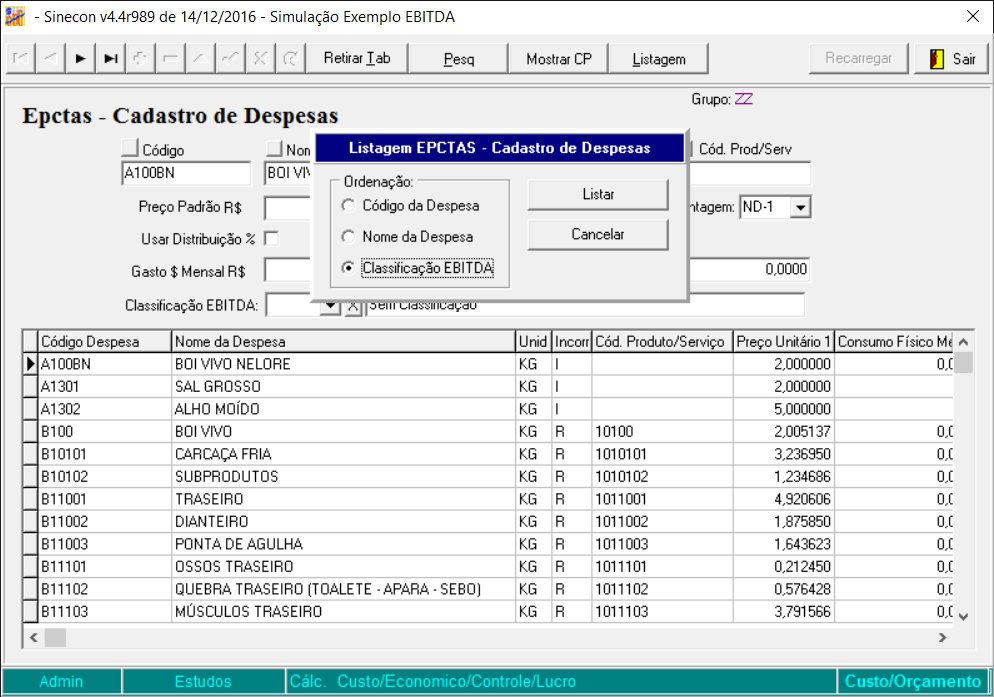 - Sinecon v4.4r989 de 14/12/2016 - Simulação Exemplo EBITDA
Retirar Tab Pesq Mostrar CP Listagem Recarregar Sair
Grupo: ZZ
Epctas - Cadastro de Despesas
Código Nom Cód. Prod/Serv
A100BN BOI VIV
Listagem EPCTAS - Cadastro de Despesas
Ordenação:
Código da Despesa
Nome da Despesa
Classificação EBITDA
Listar
Cancelar
Preço Padrão R$ ntagem: ND-1
Usar Distribuição %
Gasto $ Mensal R$ 0,0000
Classificação EBITDA: X Sem Classificação
Código Despesa Nome da Despesa Unid Incorr Cód. Produto/Serviço Preço Unitário 1 Consumo Físico Mé
A100BN BOI VIVO NELORE KG I 2,000000 0,0
A1301 SAL GROSSO KG I 2,000000
A1302 ALHO MOÍDO KG I 5,000000
B100 BOI VIVO KG R 10100 2,005137 0,0
B10101 CARCAÇA FRIA KG R 1010101 3,236950 0,0
B10102 SUBPRODUTOS KG R 1010102 1,234686 0,0
B11001 TRASEIRO KG R 1011001 4,920606 0,0
B11002 DIANTEIRO KG R 1011002 1,875850 0,0
B11003 PONTA DE AGULHA KG R 1011003 1,643623 0,0
B11101 OSSOS TRASEIRO KG R 1011101 0,212450 0,0
B11102 QUEBRA TRASEIRO (TOALETE - APARA - SEBO) KG R 1011102 0,576428 0,0
B11103 MÚSCULOS TRASEIRO KG R 1011103 3,791566 0,0
Admin Estudos Cálc. Custo/Economico/Controle/Lucro Custo/Orçamento